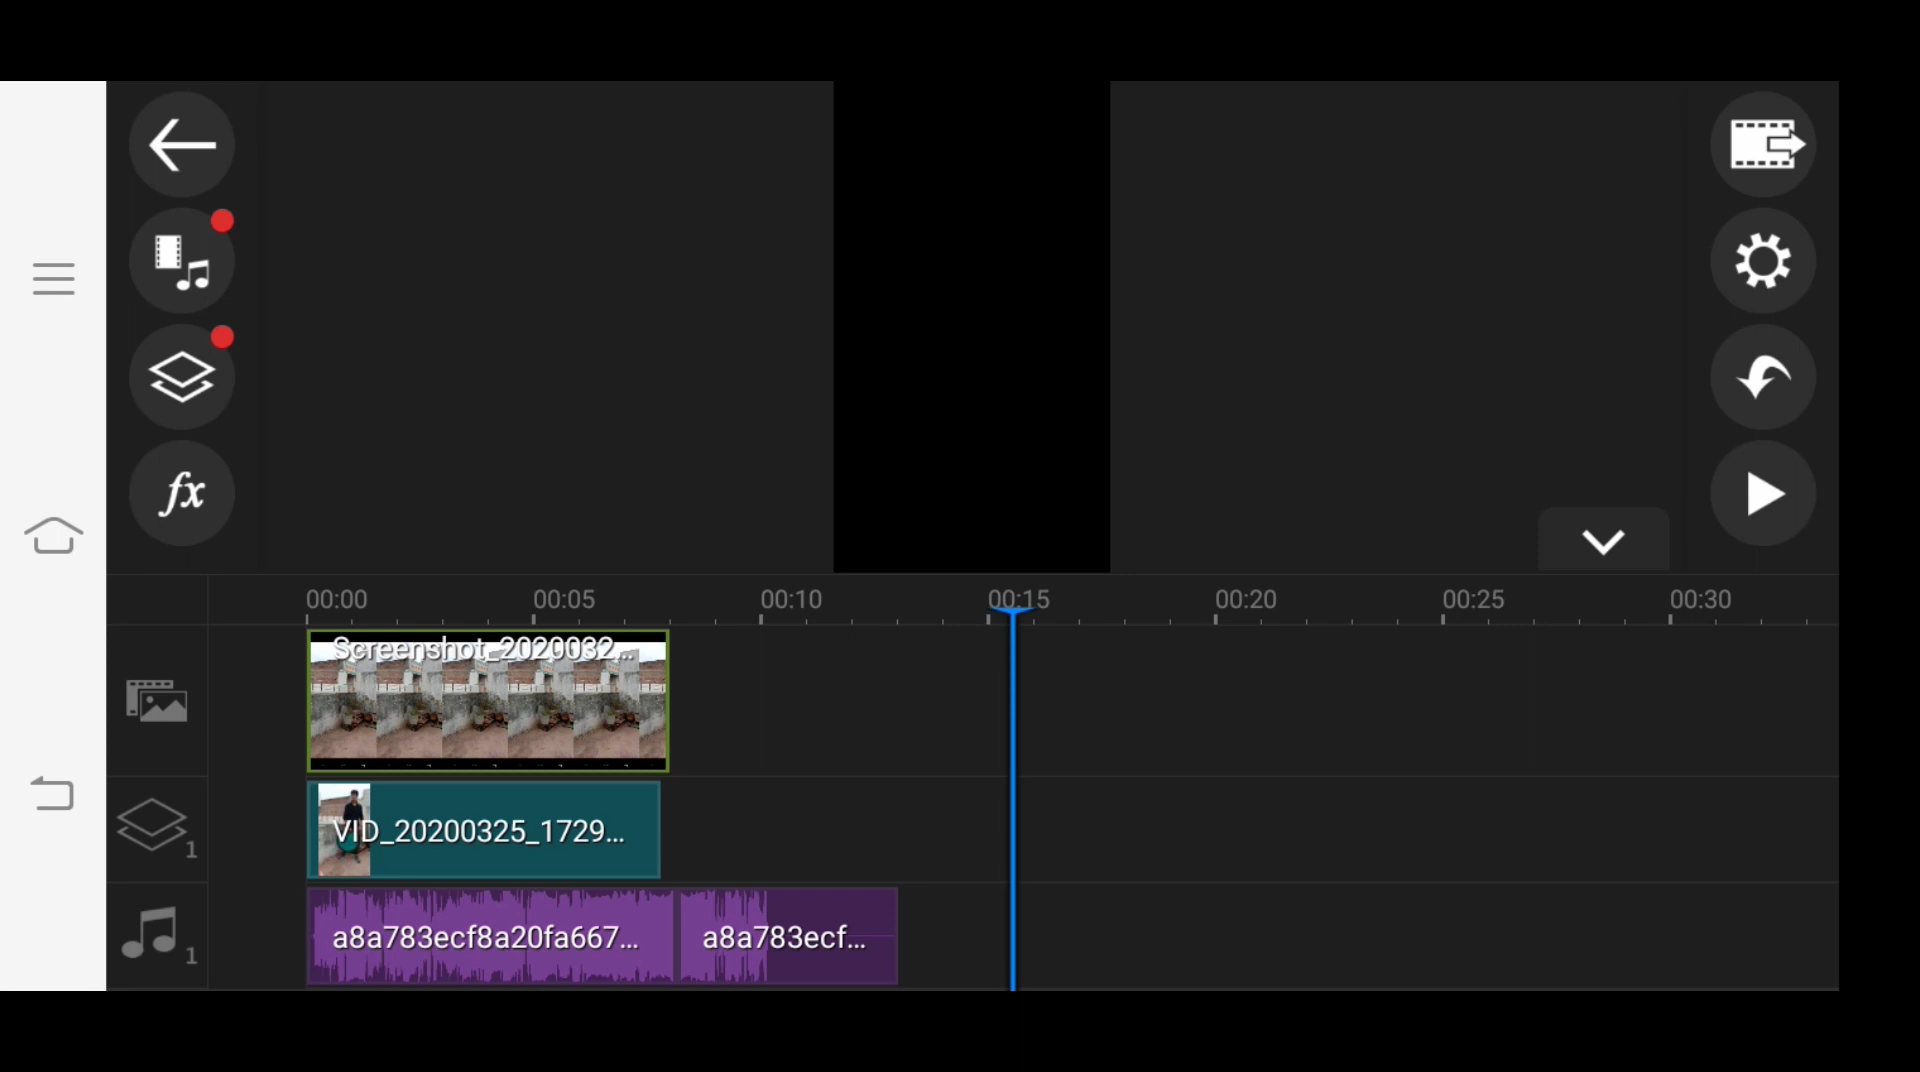 fx
00:00 00:05 00:10 00:15 00:20 00:25 00:30
Screenshot_2020032...
VID_20200325_1729...
1
a8a783ecf8a20fa667... a8a783ecf...
1